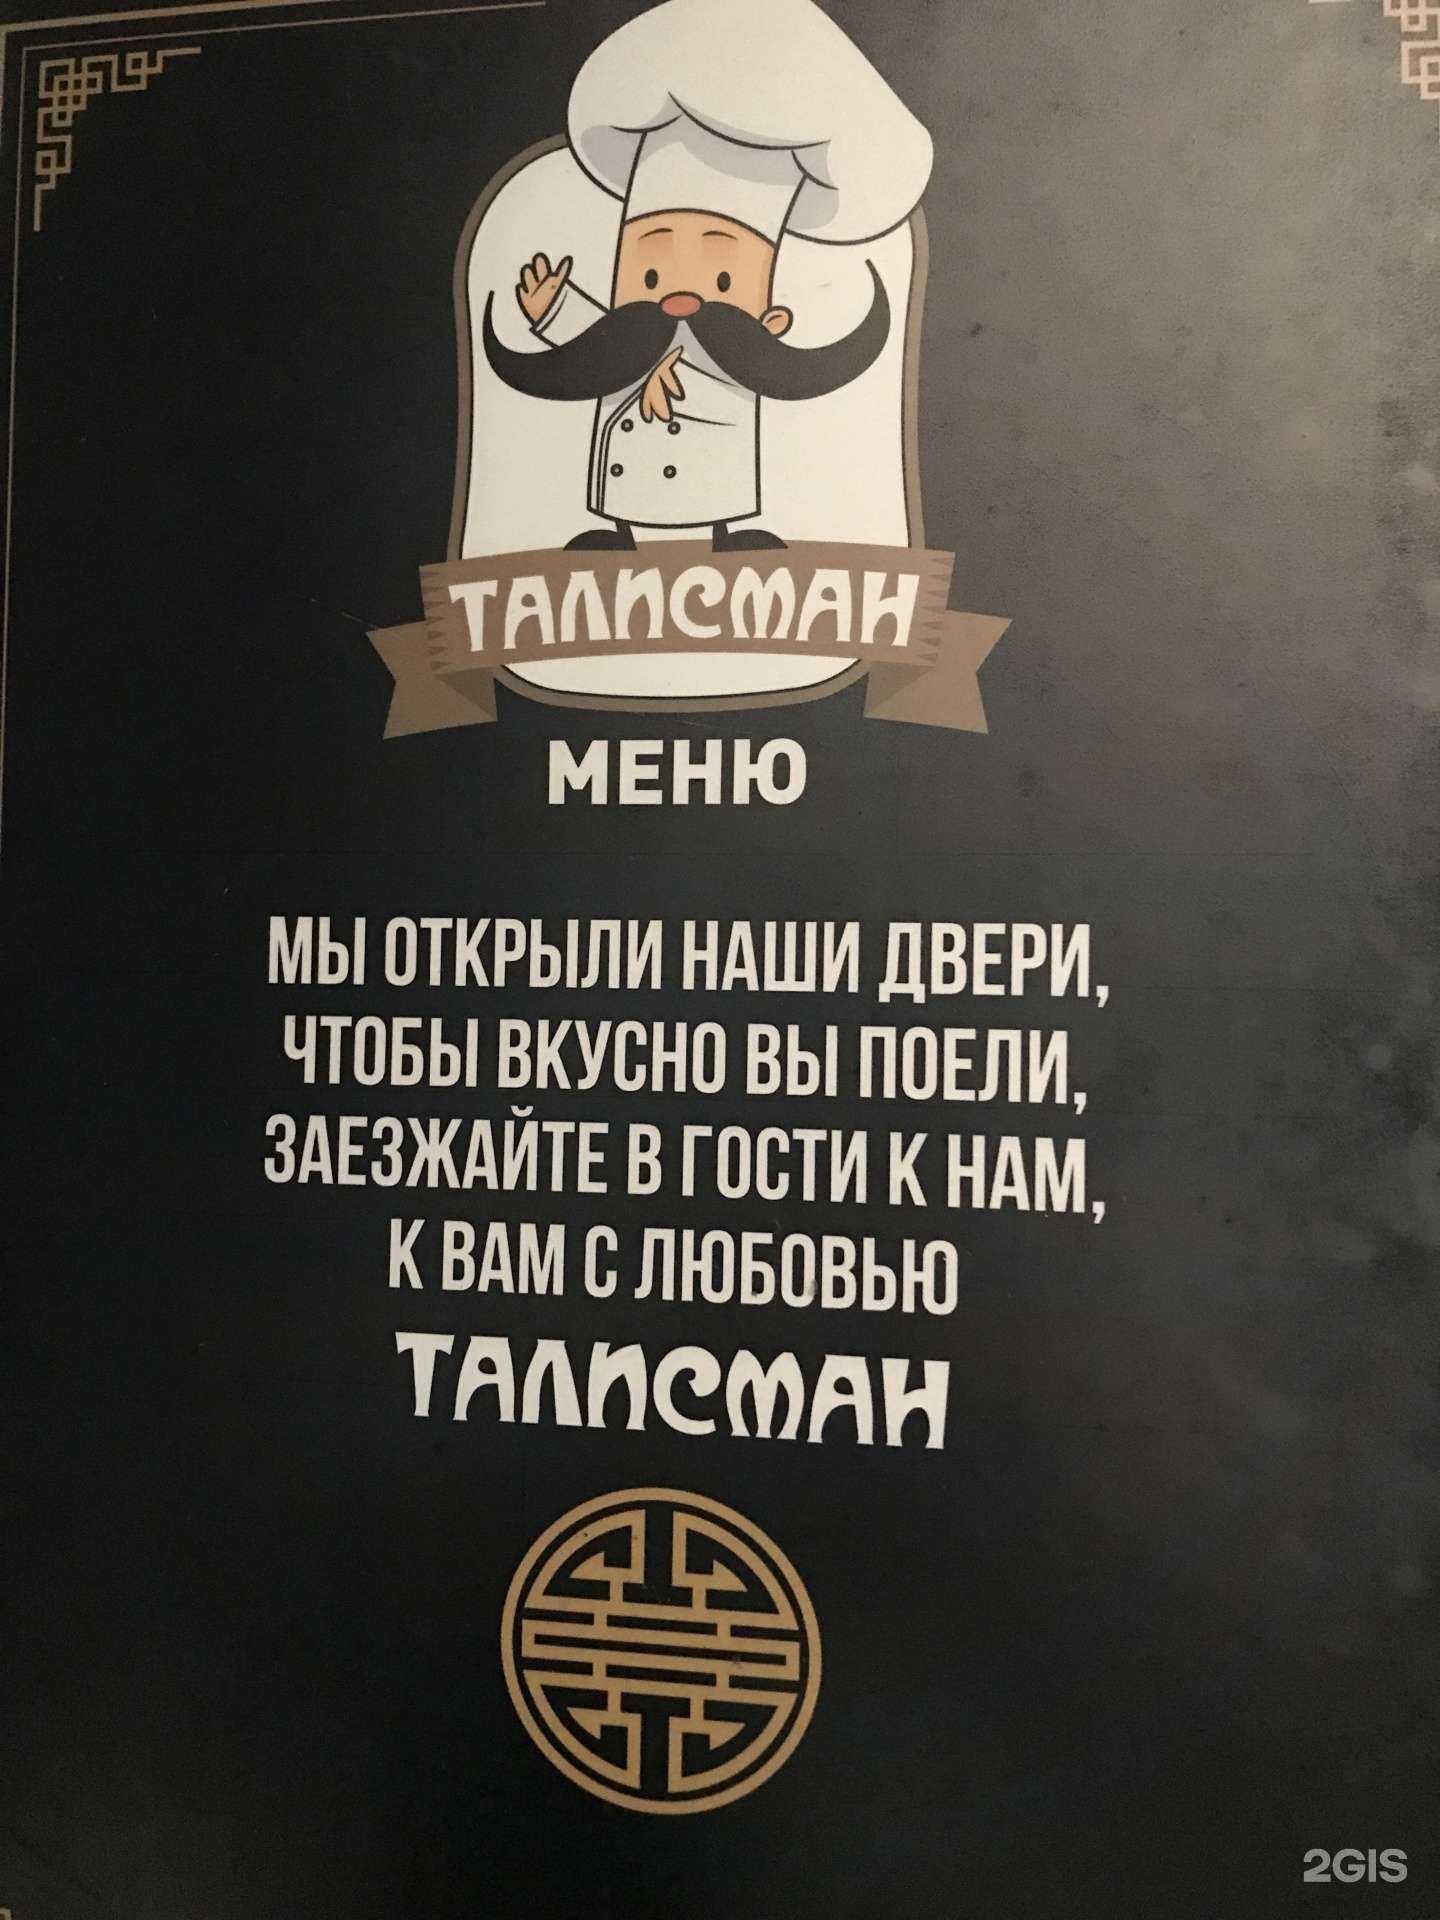 ТАЛИСМАН
МЕНЮ
МЫ ОТКРЫЛИ НАШИ ДВЕРИ,
ЧТОБЫ ВКУСНО ВЫ ПОЕЛИ,
ЗАЕЗЖАЙТЕ В ГОСТИ К НАМ,
К ВАМ С ЛЮБОВЬЮ
ТАЛИСМАН
2GIS